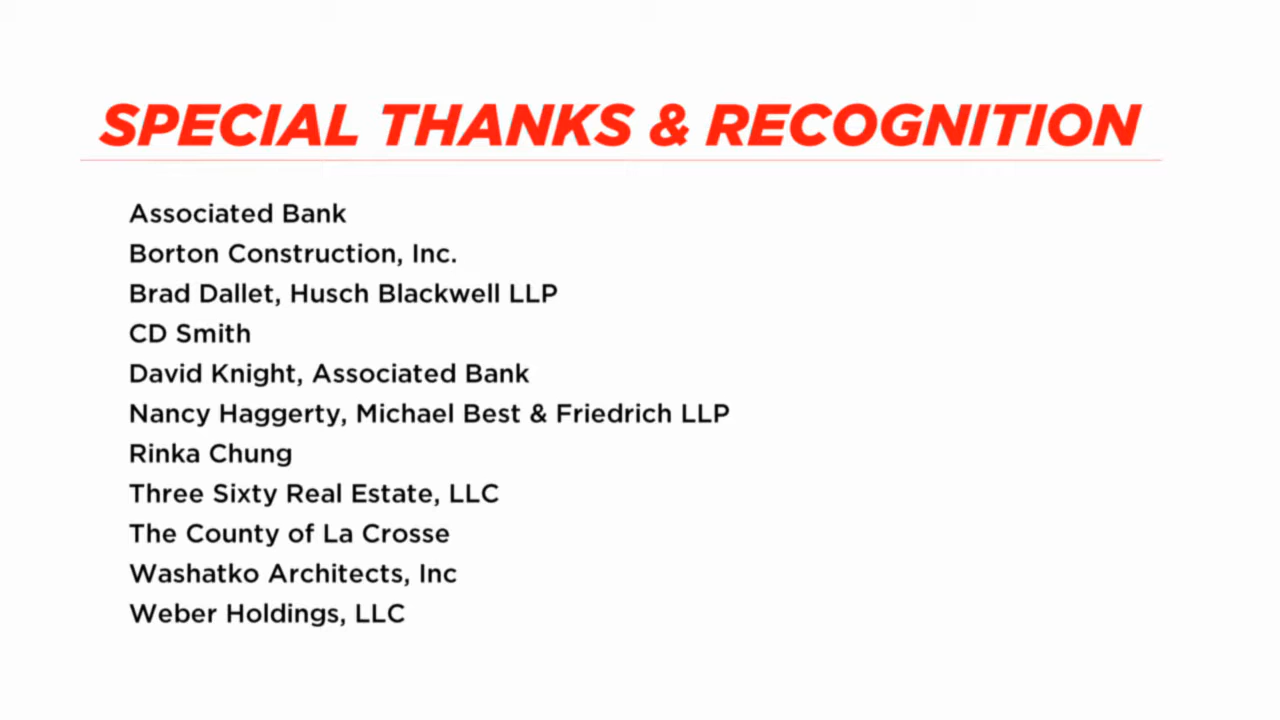 SPECIAL THANKS & RECOGNITION
Associated Bank
Borton Construction, Inc.
Brad Dallet, Husch Blackwell LLP
CD Smith
David Knight, Associated Bank
Nancy Haggerty, Michael Best & Friedrich LLP
Rinka Chung
Three Sixty Real Estate, LLC
The County of La Crosse
Washatko Architects, Inc
Weber Holdings, LLC